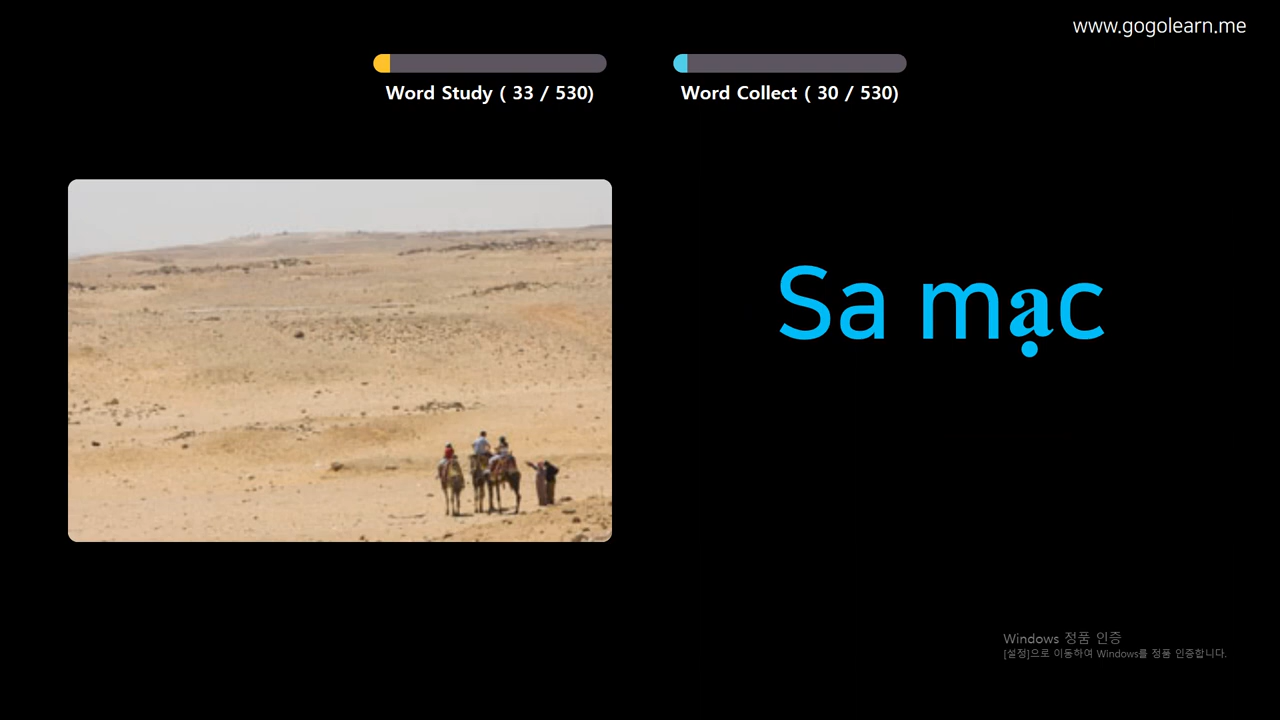 www.gogolearn.me
Word Study ( 33 / 530)
Word Collect ( 30 / 530)
Sa mạc
Windows 정품 인증
[설정]으로 이동하여 Windows를 정품 인증합니다.